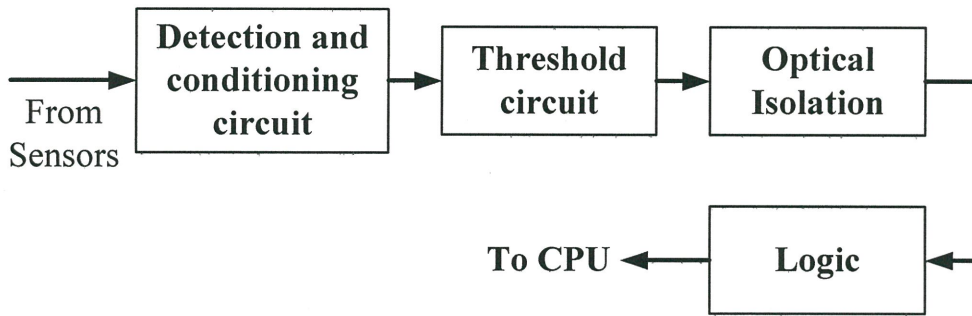 From
Sensors
Detection and
conditioning
circuit
Threshold
circuit
Optical
Isolation
Logic
To CPU